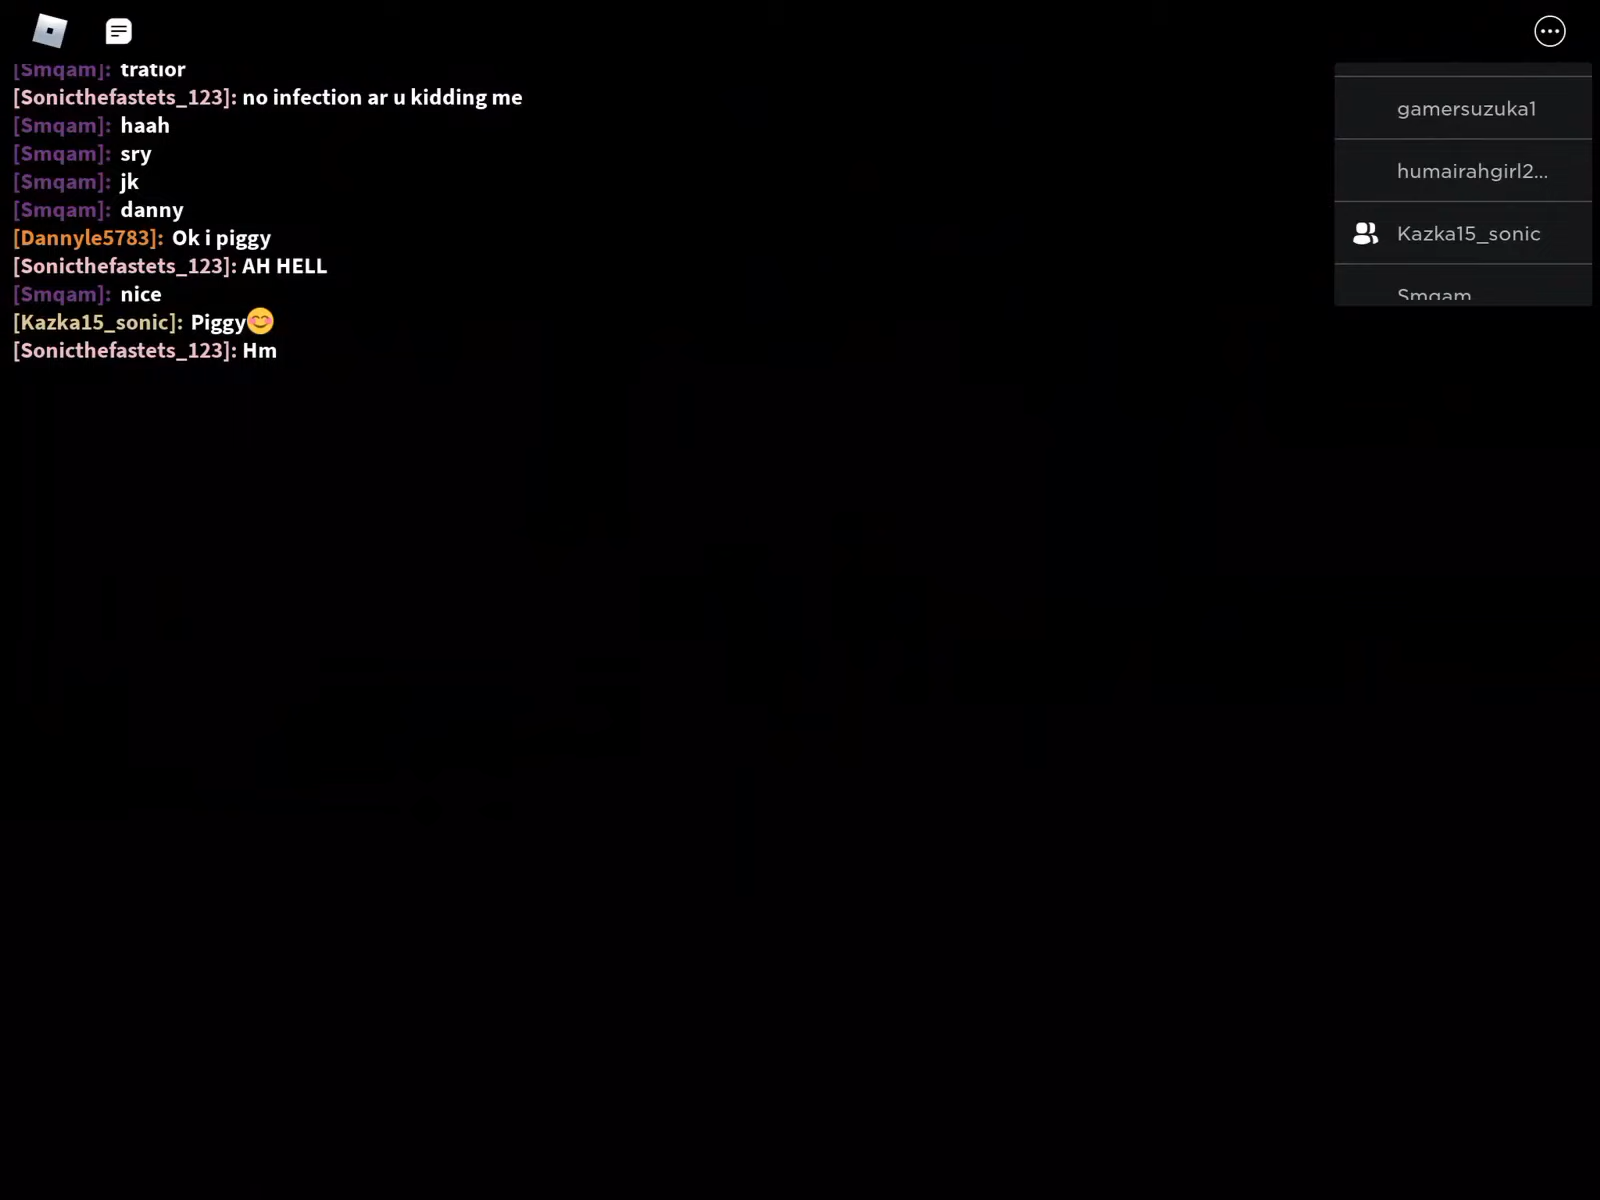 [Smqam]: tratior
[Sonicthefastets_123]: no infection ar u kidding me
[Smqam]: haah
[Smqam]: sry
[Smqam]: jk
[Smqam]: danny
[Dannyle5783]: Ok i piggy
[Sonicthefastets_123]: AH HELL
[Smqam]: nice
[Kazka15_sonic]: Piggy😊
[Sonicthefastets_123]: Hm
gamersuzuka1
humairahgirl2...
Kazka15_sonic
Smqam